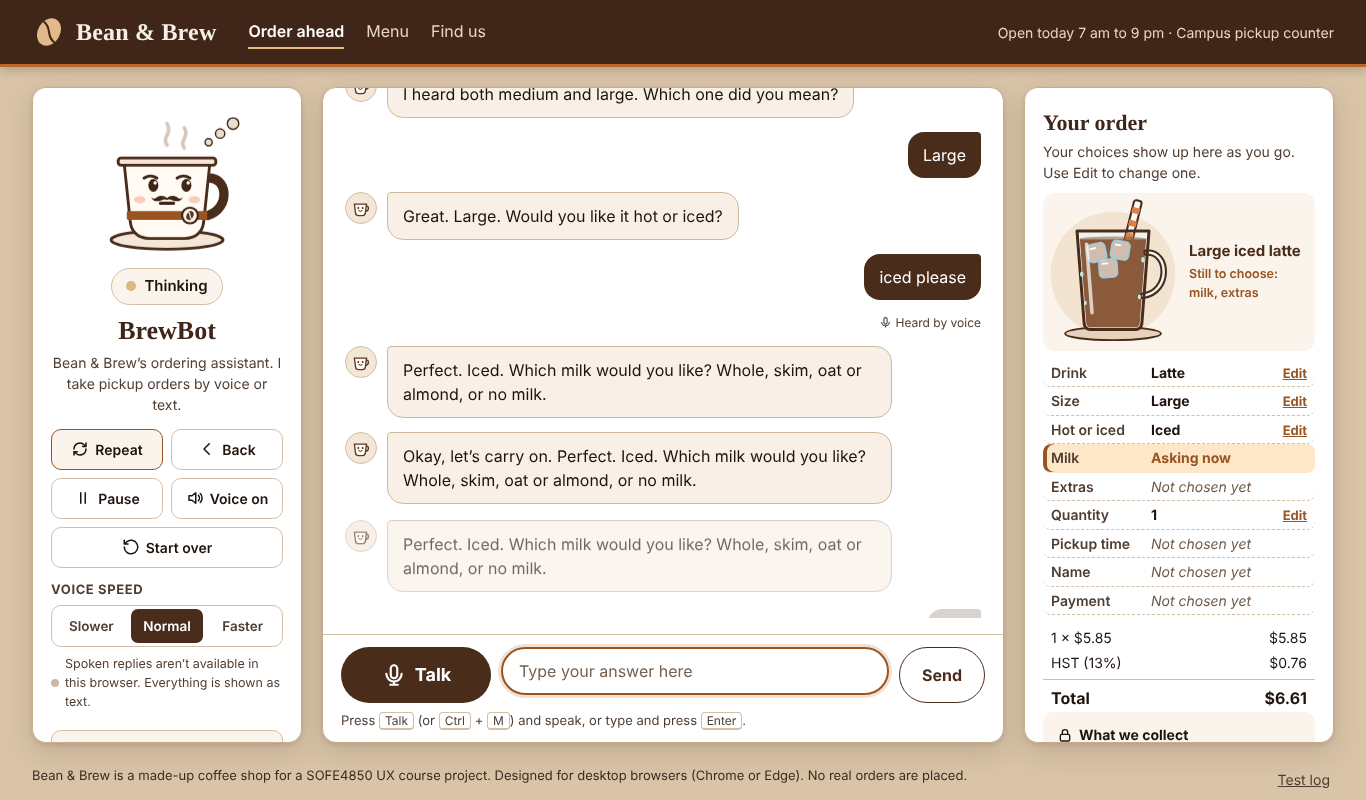 Bean & Brew
Order ahead
Menu
Find us
Open today 7 am to 9 pm · Campus pickup counter
Thinking
BrewBot
Bean & Brew’s ordering assistant. I
take pickup orders by voice or
text.
Repeat
Back
Pause
Voice on
Start over
VOICE SPEED
Slower
Normal
Faster
Spoken replies aren’t available in
this browser. Everything is shown as
text.
I heard both medium and large. Which one did you mean?
Large
Great. Large. Would you like it hot or iced?
iced please
Heard by voice
Perfect. Iced. Which milk would you like? Whole, skim, oat or
almond, or no milk.
Okay, let’s carry on. Perfect. Iced. Which milk would you like?
Whole, skim, oat or almond, or no milk.
Perfect. Iced. Which milk would you like? Whole, skim, oat or
almond, or no milk.
Talk
Type your answer here
Send
Press Talk (or Ctrl + M) and speak, or type and press Enter.
Your order
Your choices show up here as you go.
Use Edit to change one.
Large iced latte
Still to choose:
milk, extras
Drink Latte Edit
Size Large Edit
Hot or iced Iced Edit
Milk Asking now
Extras Not chosen yet
Quantity 1 Edit
Pickup time Not chosen yet
Name Not chosen yet
Payment Not chosen yet
1 × $5.85 $5.85
HST (13%) $0.76
Total $6.61
What we collect
Bean & Brew is a made-up coffee shop for a SOFE4850 UX course project. Designed for desktop browsers (Chrome or Edge). No real orders are placed.
Test log